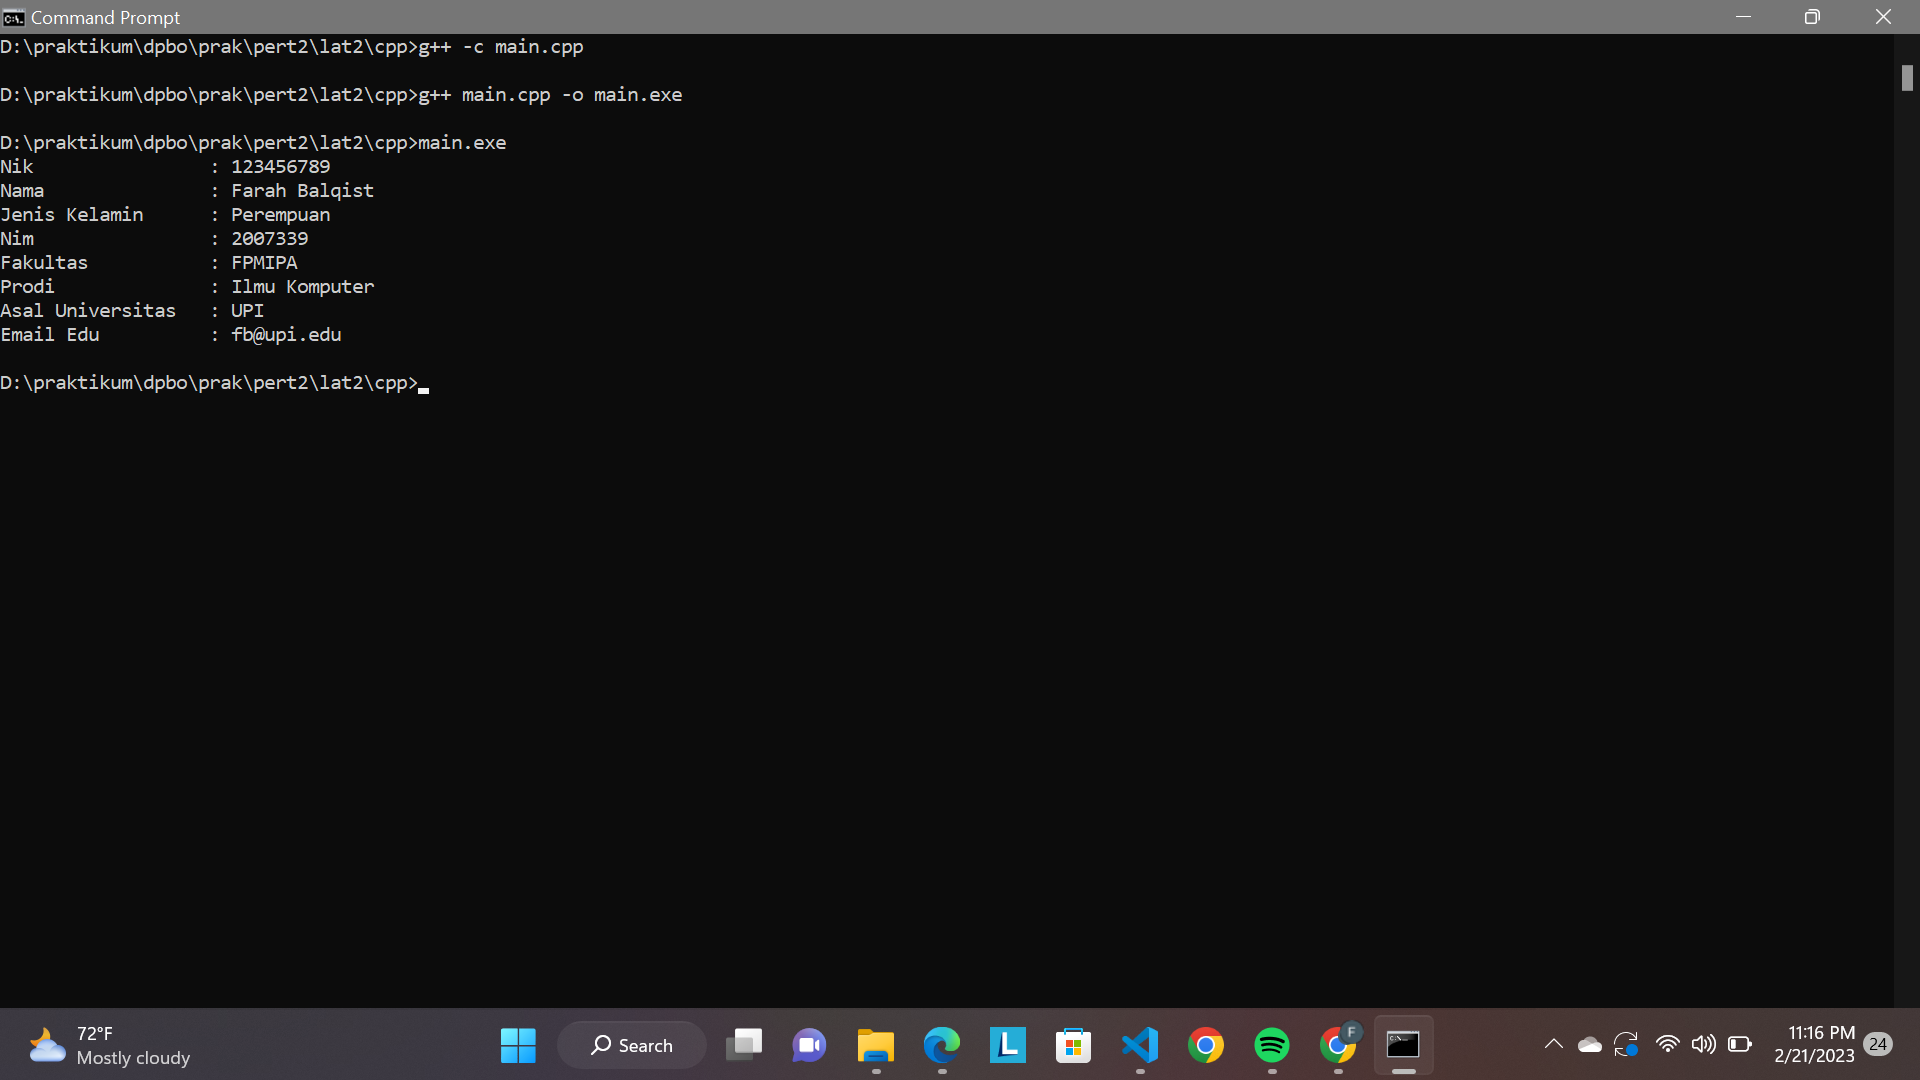 Command Prompt
D:\praktikum\dpbo\prak\pert2\lat2\cpp>g++ -c main.cpp
D:\praktikum\dpbo\prak\pert2\lat2\cpp>g++ main.cpp -o main.exe
D:\praktikum\dpbo\prak\pert2\lat2\cpp>main.exe
Nik : 123456789
Nama : Farah Balqist
Jenis Kelamin : Perempuan
Nim : 2007339
Fakultas : FPMIPA
Prodi : Ilmu Komputer
Asal Universitas : UPI
Email Edu : fb@upi.edu
D:\praktikum\dpbo\prak\pert2\lat2\cpp>
72°F
Mostly cloudy
Search
L
F
11:16 PM
2/21/2023
24